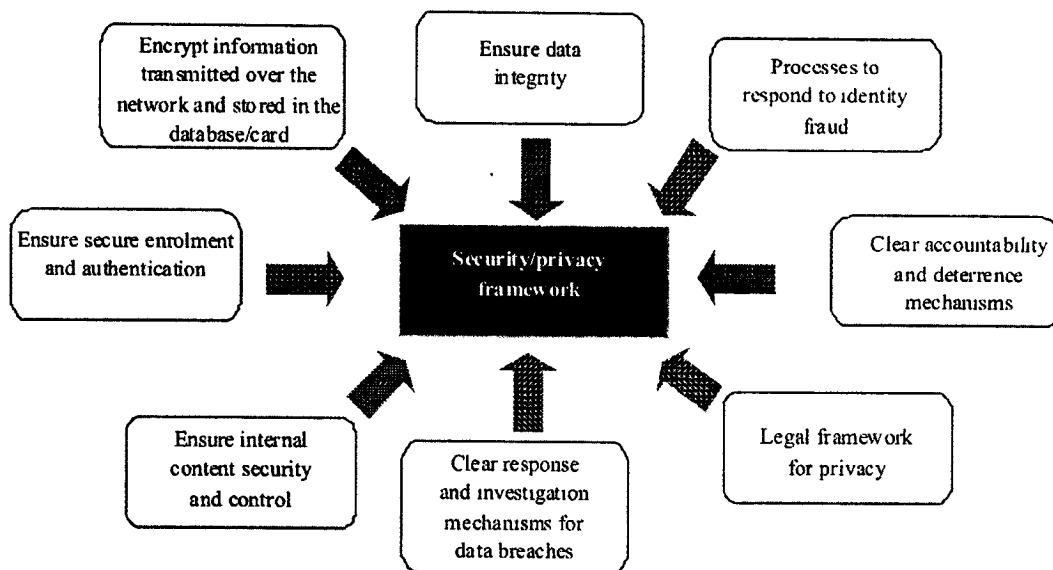 Encrypt information
transmitted over the
network and stored in the
database/card
Ensure data
integrity
Processes to
respond to identity
fraud
Ensure secure enrolment
and authentication
Security/privacy
framework
Clear accountability
and deterrence
mechanisms
Ensure internal
content security
and control
Clear response
and investigation
mechanisms for
data breaches
Legal framework
for privacy